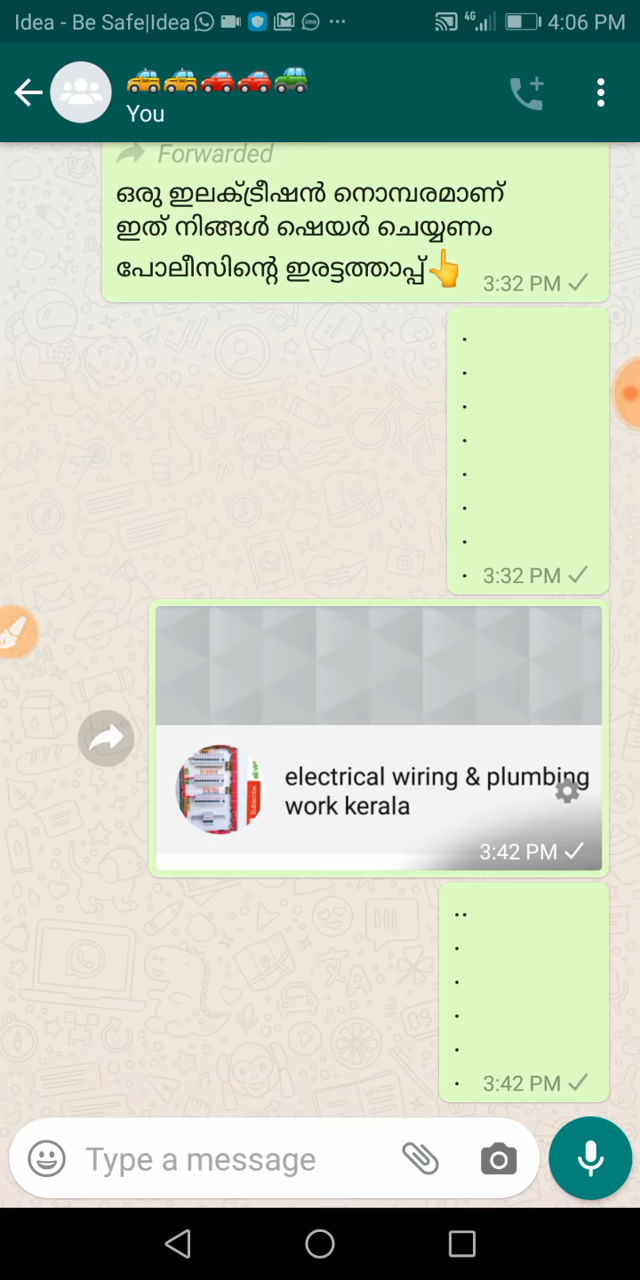 Idea - Be Safe|Idea ... 4G 4:06 PM
🚕🚕🚗🚗🚙
You
Forwarded
ഒരു ഇലക്ട്രീഷൻ നൊമ്പരമാണ്
ഇത് നിങ്ങൾ ഷെയർ ചെയ്യണം
പോലീസിന്റെ ഇരട്ടത്താപ്പ്👆
3:32 PM
.
.
.
.
.
.
.
. 3:32 PM
Subscribe
electrical wiring & plumbing
work kerala
3:42 PM
..
.
.
.
.
. 3:42 PM
Type a message